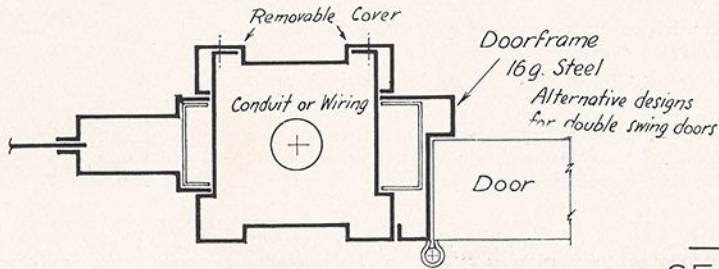 Removable Cover
Doorframe
16g. Steel
Alternative designs
for double swing doors
Conduit or Wiring
Door